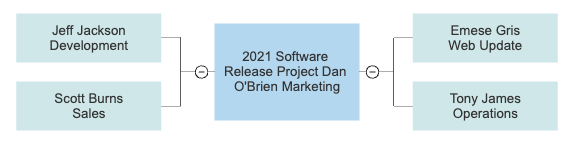 Jeff Jackson
Development
Scott Burns
Sales
2021 Software
Release Project Dan
O'Brien Marketing
Emese Gris
Web Update
Tony James
Operations